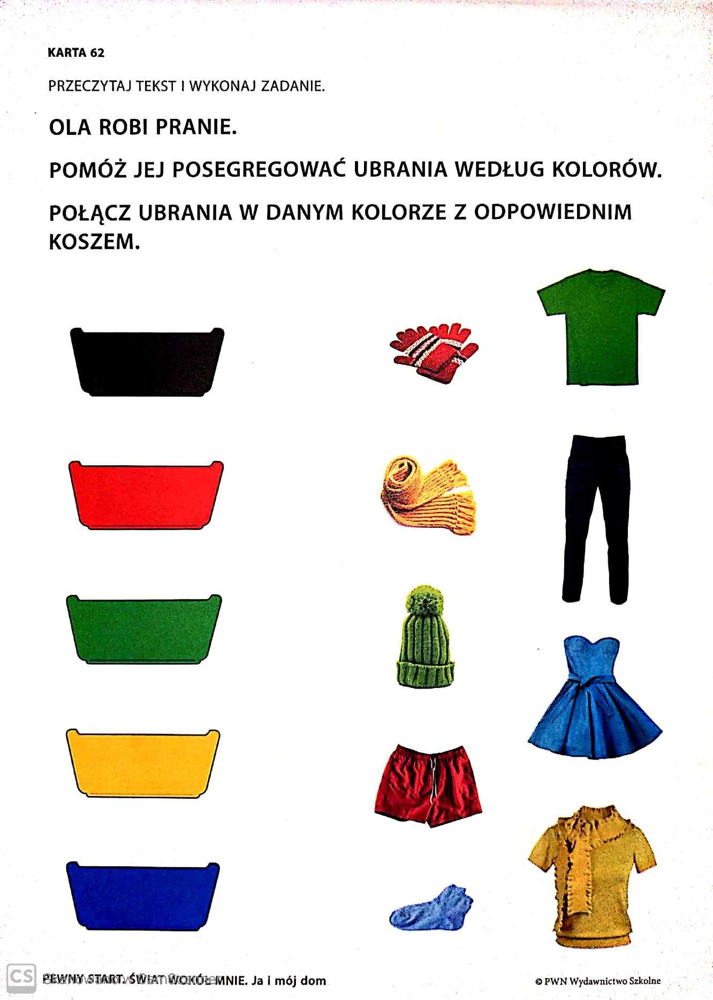 KARTA 62
PRZECZYTAJ TEKST I WYKONAJ ZADANIE.
OLA ROBI PRANIE.
POMÓŻ JEJ POSEGREGOWAĆ UBRANIA WEDŁUG KOLORÓW.
POŁĄCZ UBRANIA W DANYM KOLORZE Z ODPOWIEDNIM
KOSZEM.
PEWNY START. ŚWIAT WOKÓŁ MNIE. Ja i mój dom
CS Skanowano w CamScanner
© PWN Wydawnictwo Szkolne